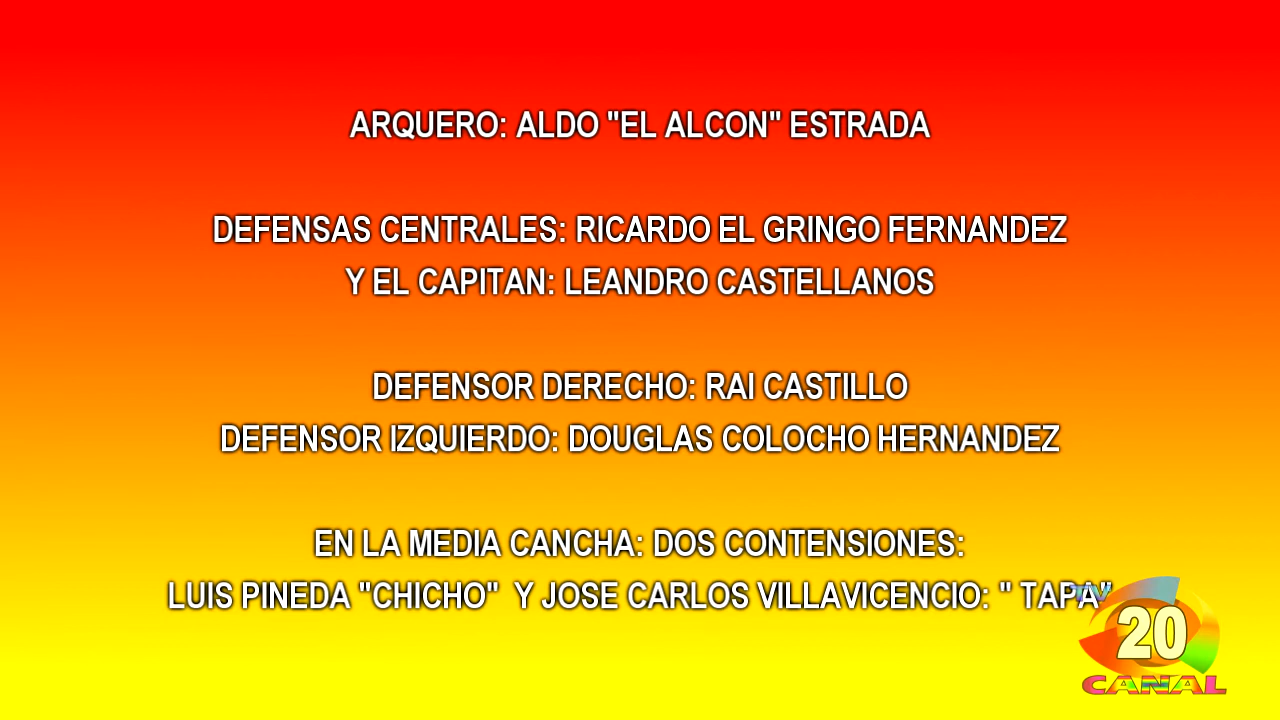 ARQUERO: ALDO "EL ALCON" ESTRADA
DEFENSAS CENTRALES: RICARDO EL GRINGO FERNANDEZ
Y EL CAPITAN: LEANDRO CASTELLANOS
DEFENSOR DERECHO: RAI CASTILLO
DEFENSOR IZQUIERDO: DOUGLAS COLOCHO HERNANDEZ
EN LA MEDIA CANCHA: DOS CONTENSIONES:
LUIS PINEDA "CHICHO" Y JOSE CARLOS VILLAVICENCIO: " TAPA"
TV
20
CANAL